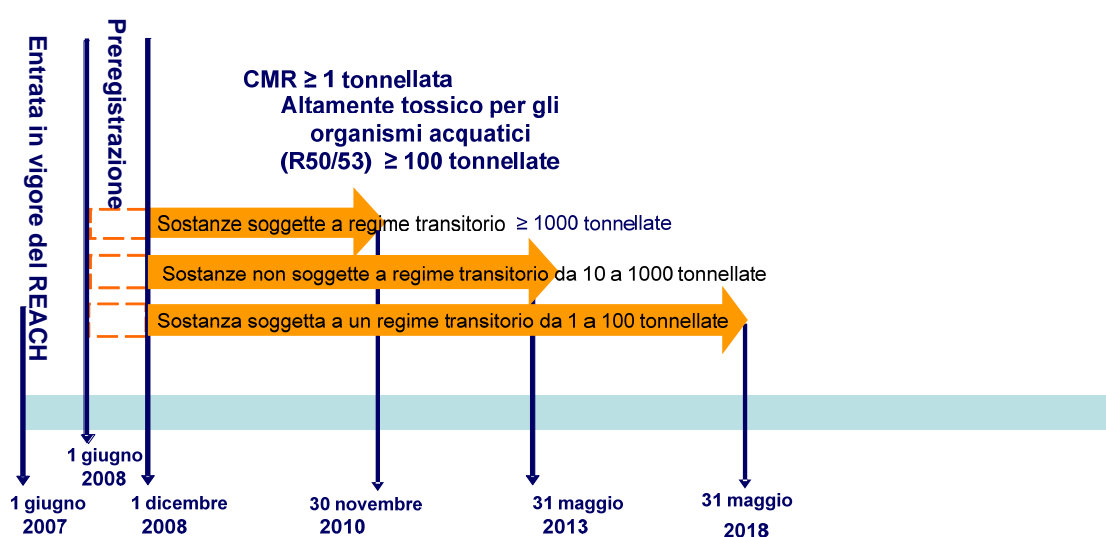 Entrata in vigore del REACH
Preregistrazione
CMR ≥ 1 tonnellata
Altamente tossico per gli
organismi acquatici
(R50/53) ≥ 100 tonnellate
Sostanze soggette a regime transitorio ≥ 1000 tonnellate
Sostanze non soggette a regime transitorio da 10 a 1000 tonnellate
Sostanza soggetta a un regime transitorio da 1 a 100 tonnellate
1 giugno
2007
1 giugno
2008
1 dicembre
2008
30 novembre
2010
31 maggio
2013
31 maggio
2018